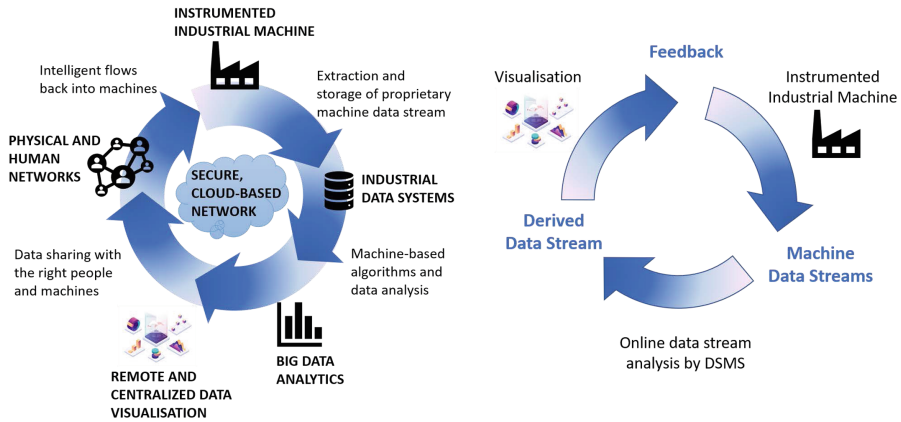 INSTRUMENTED
INDUSTRIAL MACHINE
Intelligent flows
back into machines
Extraction and
storage of proprietary
machine data stream
PHYSICAL AND
HUMAN
NETWORKS
SECURE,
CLOUD-BASED
NETWORK
INDUSTRIAL
DATA SYSTEMS
Data sharing with
the right people
and machines
Machine-based
algorithms and
data analysis
BIG DATA
ANALYTICS
REMOTE AND
CENTRALIZED DATA
VISUALISATION
Feedback
Visualisation
Instrumented
Industrial Machine
Derived
Data Stream
Machine
Data Streams
Online data stream
analysis by DSMS